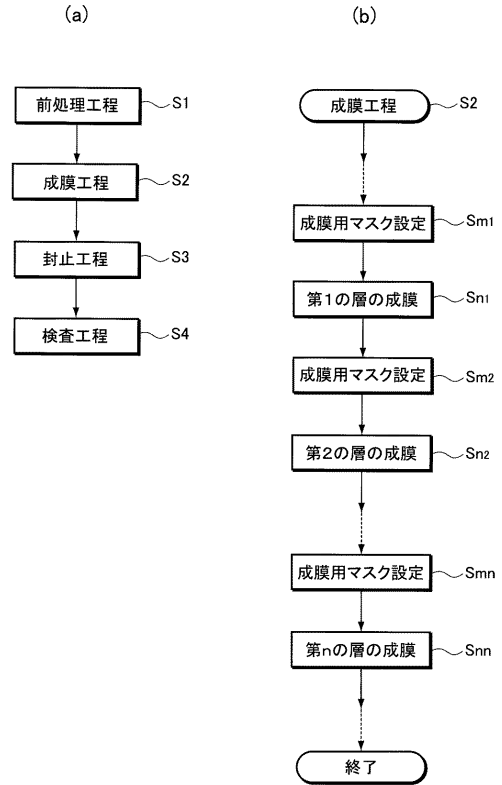 (a)
前処理工程 S1
成膜工程 S2
封止工程 S3
検査工程 S4
(b)
成膜工程 S2
成膜用マスク設定 Sm1
第1の層の成膜 Sn1
成膜用マスク設定 Sm2
第2の層の成膜 Sn2
成膜用マスク設定 Smn
第nの層の成膜 Snn
終了